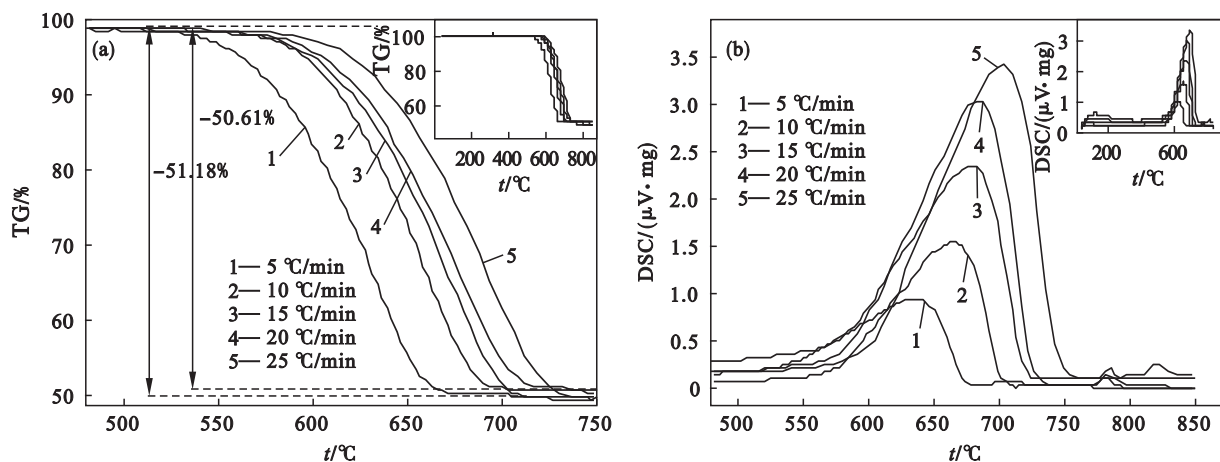 (a)
TG/%
100
90
80
70
60
50
500
550
600
650
700
750
t/℃
−50.61%
−51.18%
1
2
3
4
5
1— 5 ℃/min
2— 10 ℃/min
3— 15 ℃/min
4— 20 ℃/min
5— 25 ℃/min
TG/%
100
80
60
200
400
600
800
t/℃
(b)
DSC/(μV· mg)
3.5
3.0
2.5
2.0
1.5
1.0
0.5
0
500
550
600
650
700
750
800
850
t/℃
1— 5 ℃/min
2— 10 ℃/min
3— 15 ℃/min
4— 20 ℃/min
5— 25 ℃/min
5
4
3
2
1
DSC/(μV· mg)
3
2
1
0
200
600
t/℃